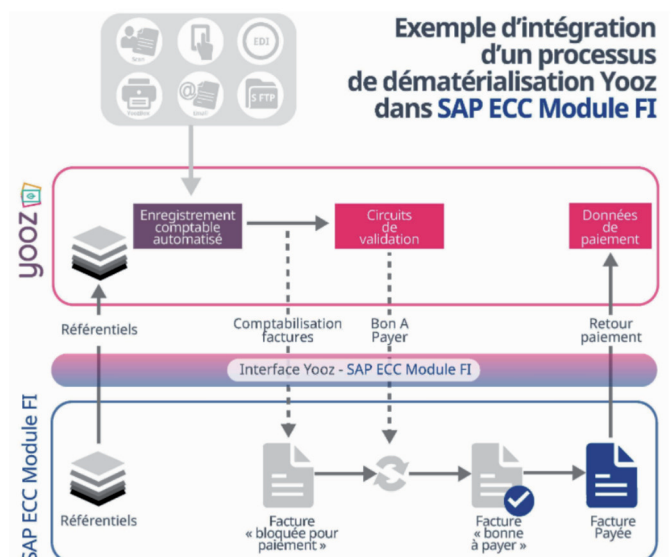 Exemple d'intégration
d'un processus
de dématérialisation Yooz
dans SAP ECC Module FI
Scan
EDI
Email
SFTP
yooz
Enregistrement
comptable
automatisé
Circuits
de
validation
Données
de
paiement
Référentiels
Comptabilisation
factures
Bon A
Payer
Retour
paiement
Interface Yooz - SAP ECC Module FI
SAP ECC Module FI
Référentiels
Facture
« bloquée pour
paiement »
Facture
« bonne
à payer »
Facture
Payée